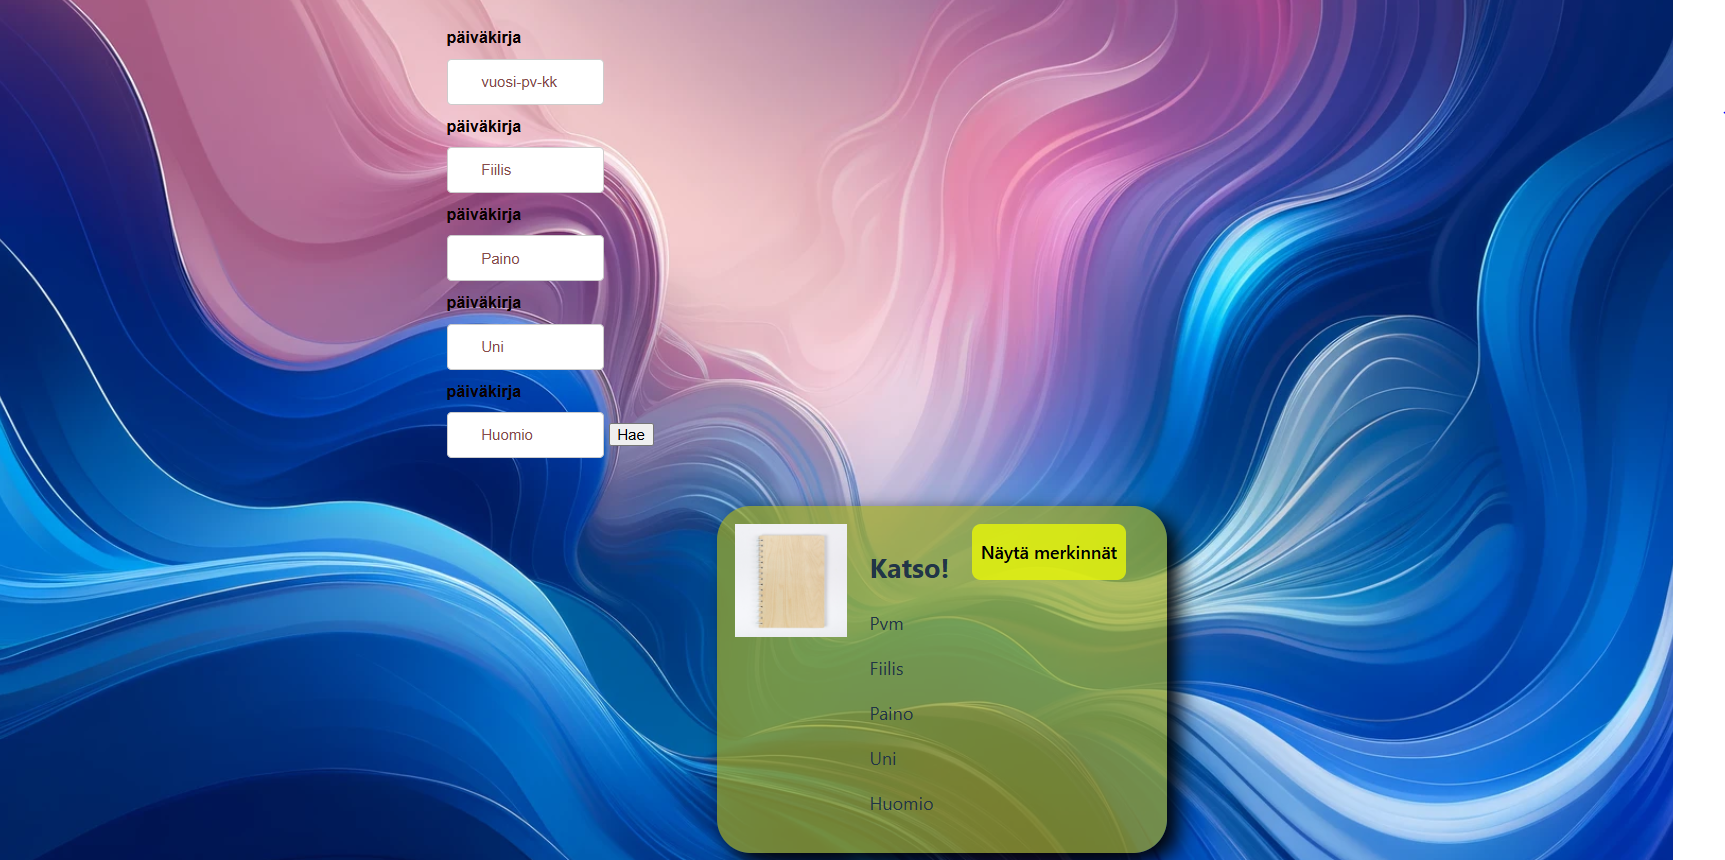 päiväkirja
vuosi-pv-kk
päiväkirja
Fiilis
päiväkirja
Paino
päiväkirja
Uni
päiväkirja
Huomio
Hae
Katso!
Näytä merkinnät
Pvm
Fiilis
Paino
Uni
Huomio